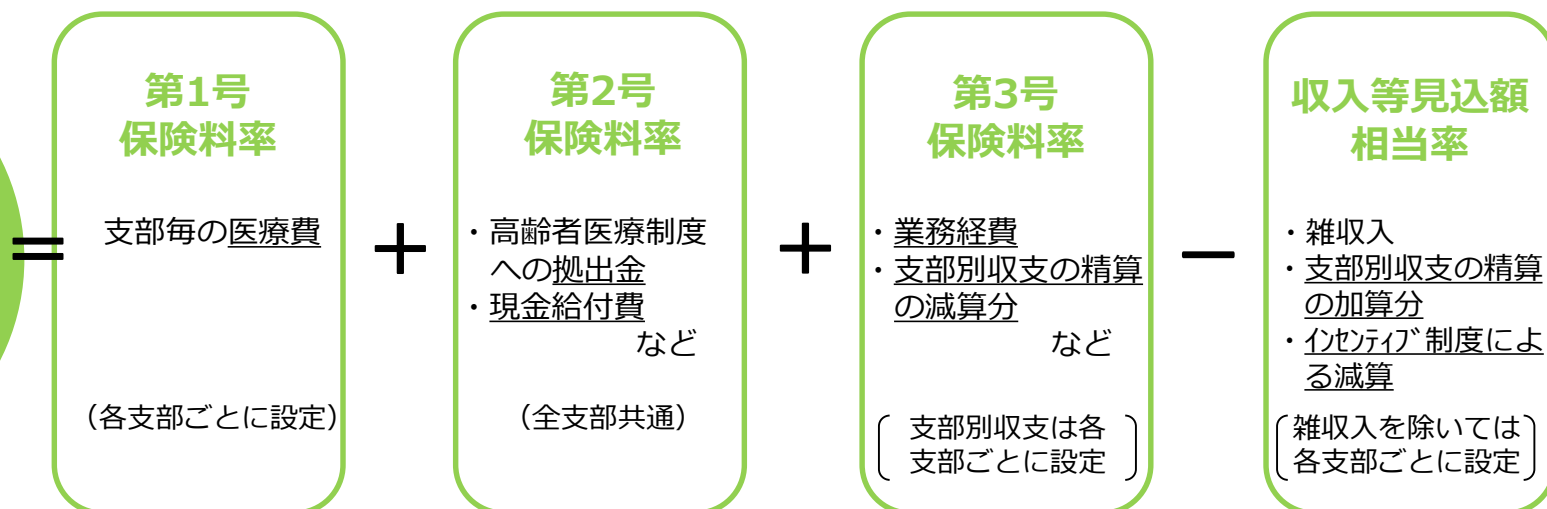 第1号
保険料率
支部毎の医療費
(各支部ごとに設定)
第2号
保険料率
・高齢者医療制度
への拠出金
・現金給付費
など
(全支部共通)
第3号
保険料率
・業務経費
・支部別収支の精算
の減算分
など
支部別収支は各
支部ごとに設定
収入等見込額
相当率
・雑収入
・支部別収支の精算
の加算分
・インセンティブ制度によ
る減算
雑収入を除いては
各支部ごとに設定
=
+
+
−